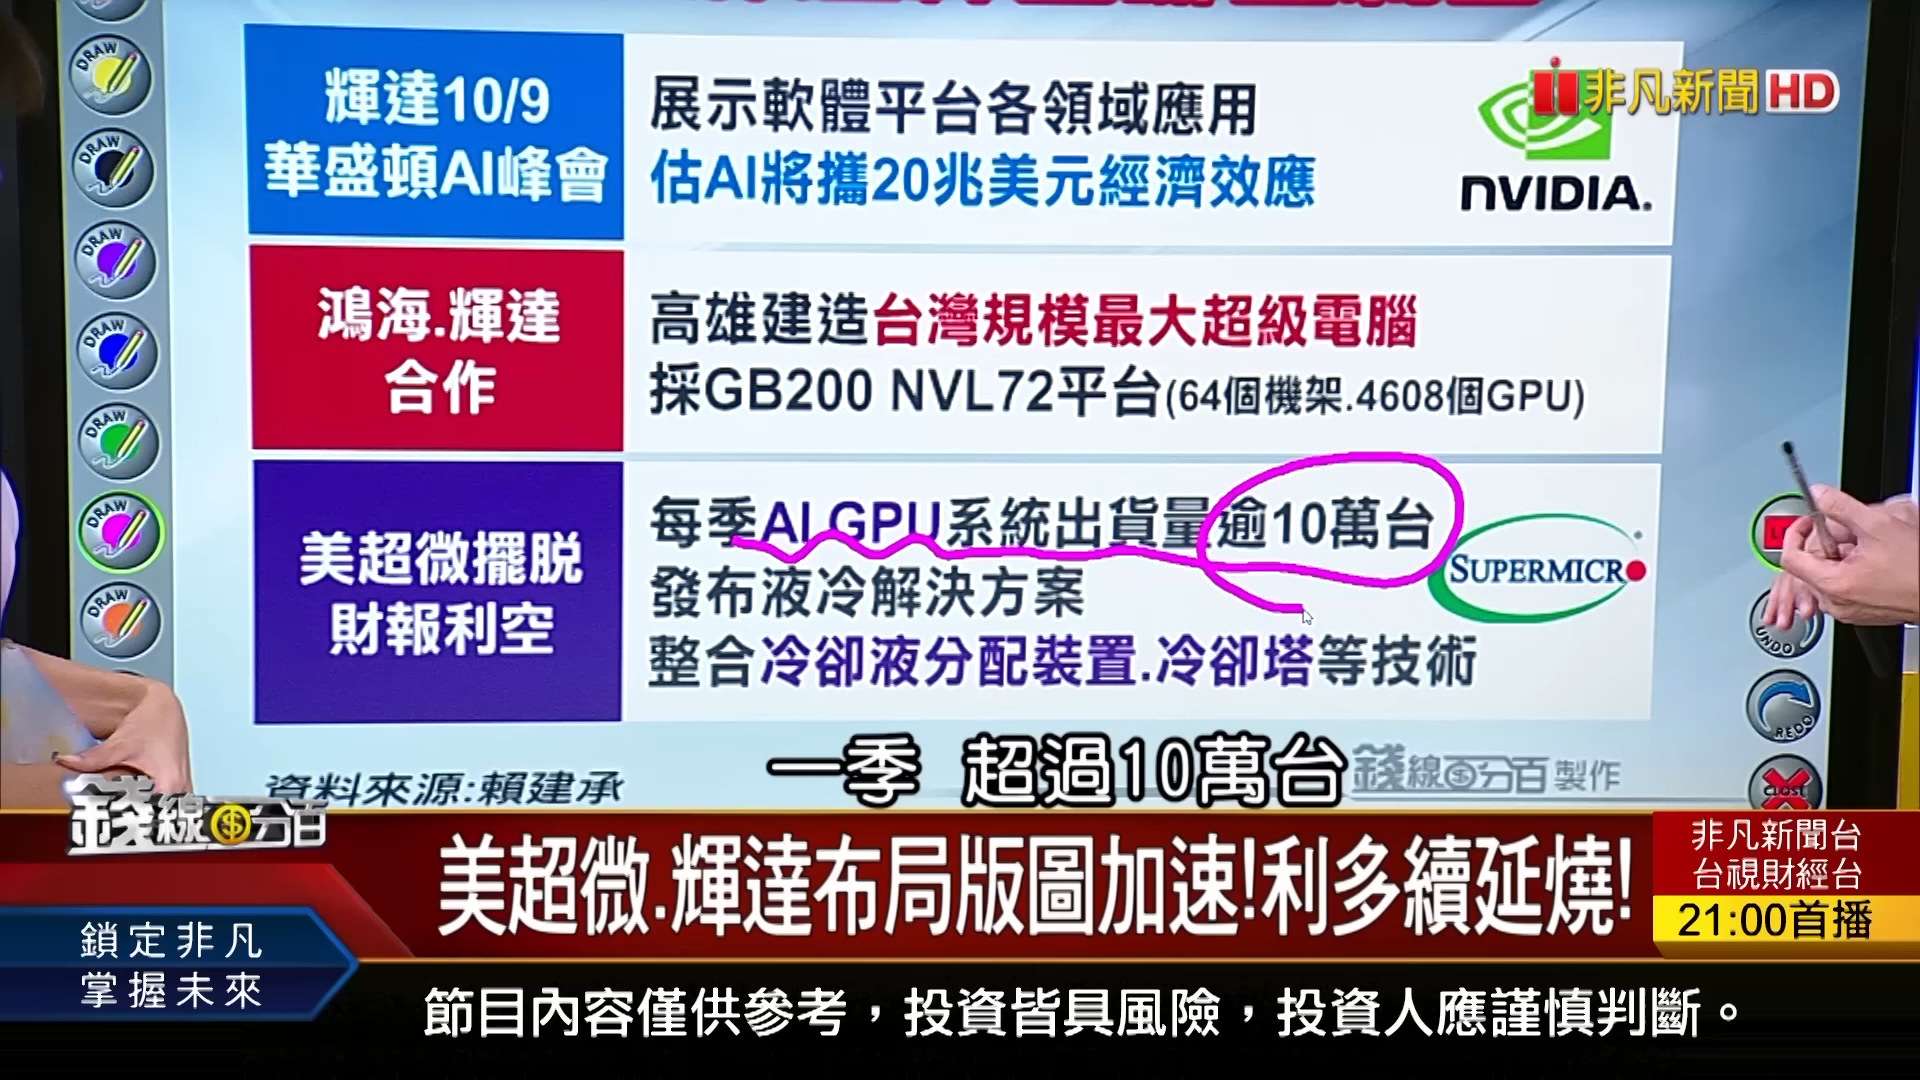 輝達10/9
華盛頓AI峰會
展示軟體平台各領域應用
估AI將攜20兆美元經濟效應
非凡新聞HD
NVIDIA.
鴻海.輝達
合作
高雄建造台灣規模最大超級電腦
採GB200 NVL72平台(64個機架.4608個GPU)
美超微擺脫
財報利空
每季AI GPU系統出貨量逾10萬台
發布液冷解決方案
整合冷卻液分配裝置.冷卻塔等技術
SUPERMICRO
DRAW
DRAW
DRAW
DRAW
DRAW
DRAW
DRAW
UNDO
REDO
CLOSE
資料來源:賴建承
一季 超過10萬台
錢線百分百製作
錢線百分百
美超微.輝達布局版圖加速!利多續延燒!
非凡新聞台
台視財經台
21:00首播
鎖定非凡
掌握未來
節目內容僅供參考，投資皆具風險，投資人應謹慎判斷。